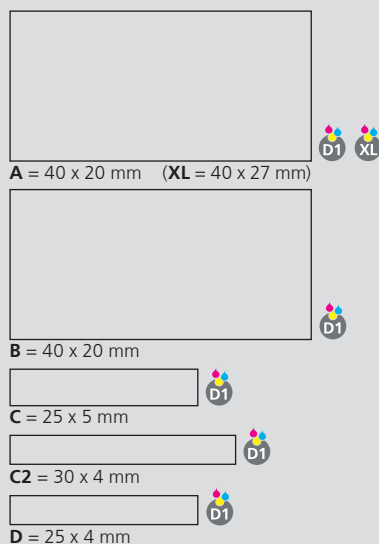 D1 XL
A = 40 x 20 mm (XL = 40 x 27 mm)
D1
B = 40 x 20 mm
D1
C = 25 x 5 mm
D1
C2 = 30 x 4 mm
D1
D = 25 x 4 mm